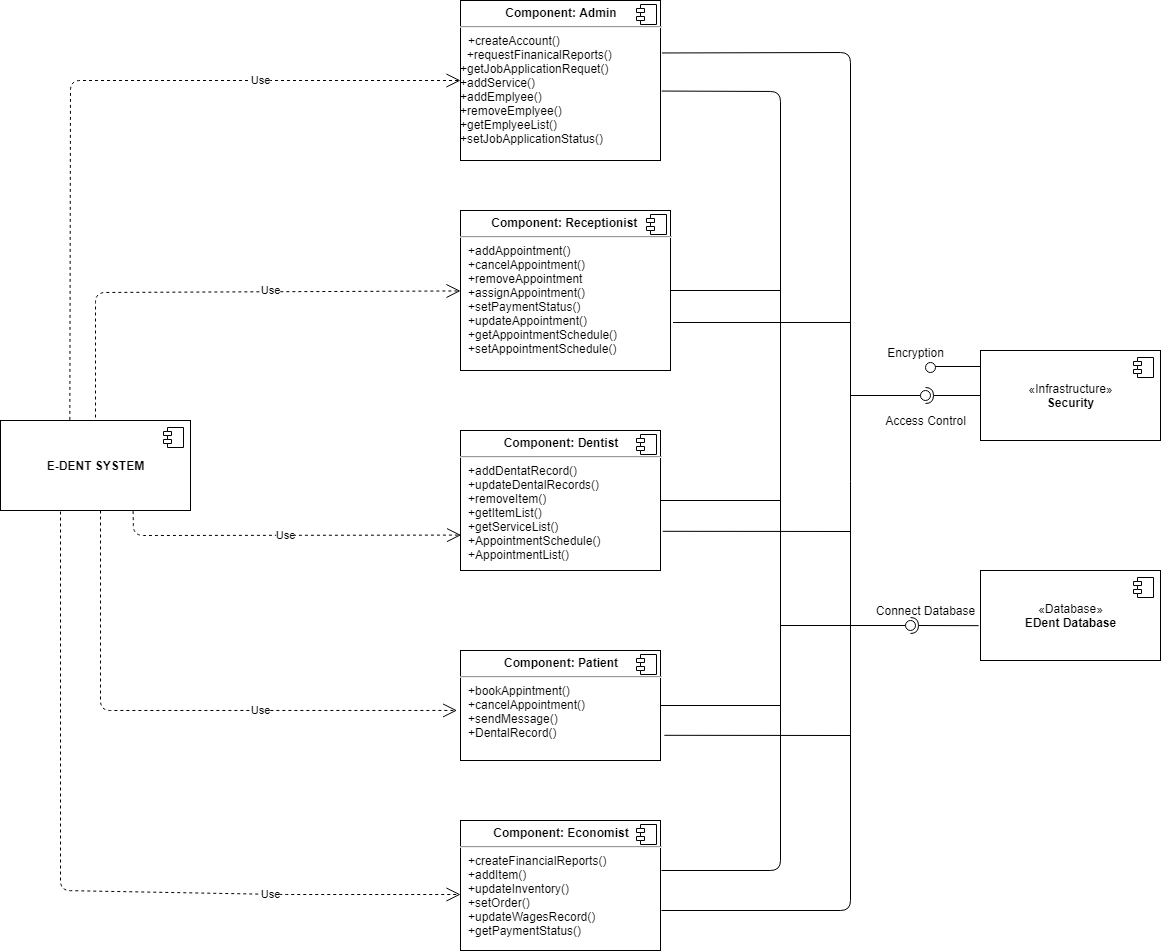 Component: Admin
+createAccount()
+requestFinanicalReports()
+getJobApplicationRequet()
+addService()
+addEmplyee()
+removeEmplyee()
+getEmplyeeList()
+setJobApplicationStatus()
Use
Component: Receptionist
+addAppointment()
+cancelAppointment()
+removeAppointment
+assignAppointment()
+setPaymentStatus()
+updateAppointment()
+getAppointmentSchedule()
+setAppointmentSchedule()
Use
Encryption
Access Control
«Infrastructure»
Security
E-DENT SYSTEM
Component: Dentist
+addDentatRecord()
+updateDentalRecords()
+removeItem()
+getItemList()
+getServiceList()
+AppointmentSchedule()
+AppointmentList()
Use
Connect Database
«Database»
EDent Database
Component: Patient
+bookAppintment()
+cancelAppointment()
+sendMessage()
+DentalRecord()
Use
Component: Economist
+createFinancialReports()
+addItem()
+updateInventory()
+setOrder()
+updateWagesRecord()
+getPaymentStatus()
Use